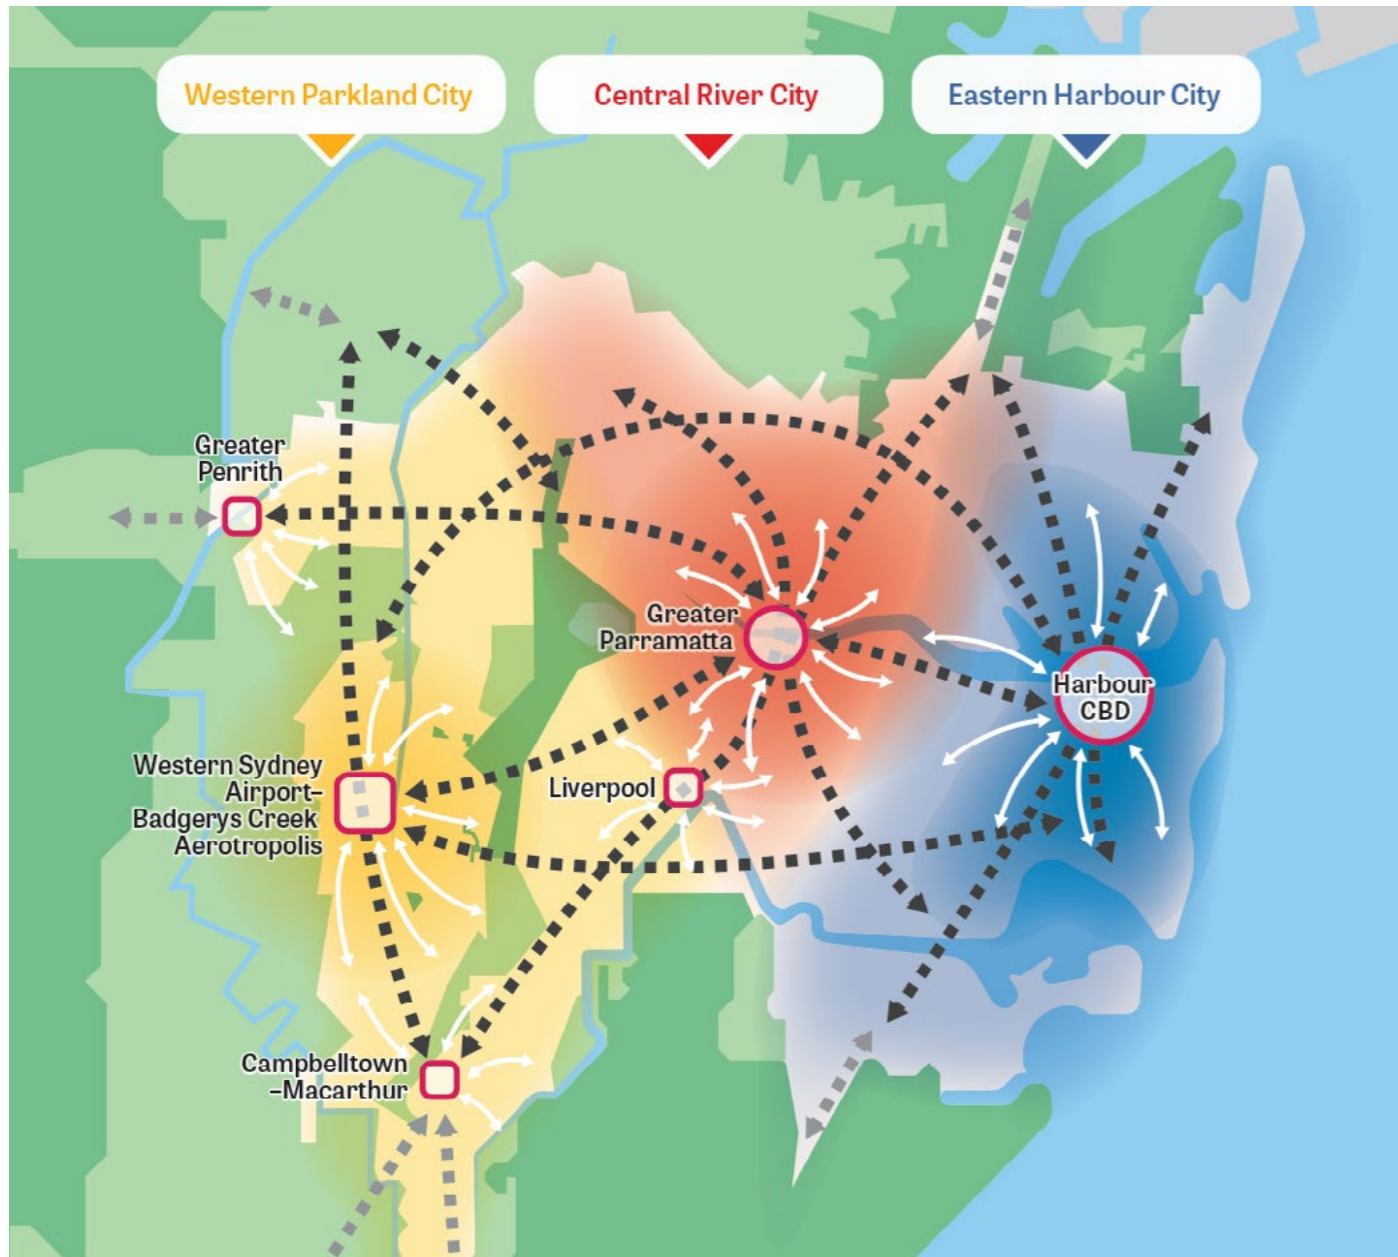 Western Parkland City
Central River City
Eastern Harbour City
Greater
Penrith
Greater
Parramatta
Harbour
CBD
Western Sydney
Airport–
Badgerys Creek
Aerotropolis
Liverpool
Campbelltown
–Macarthur